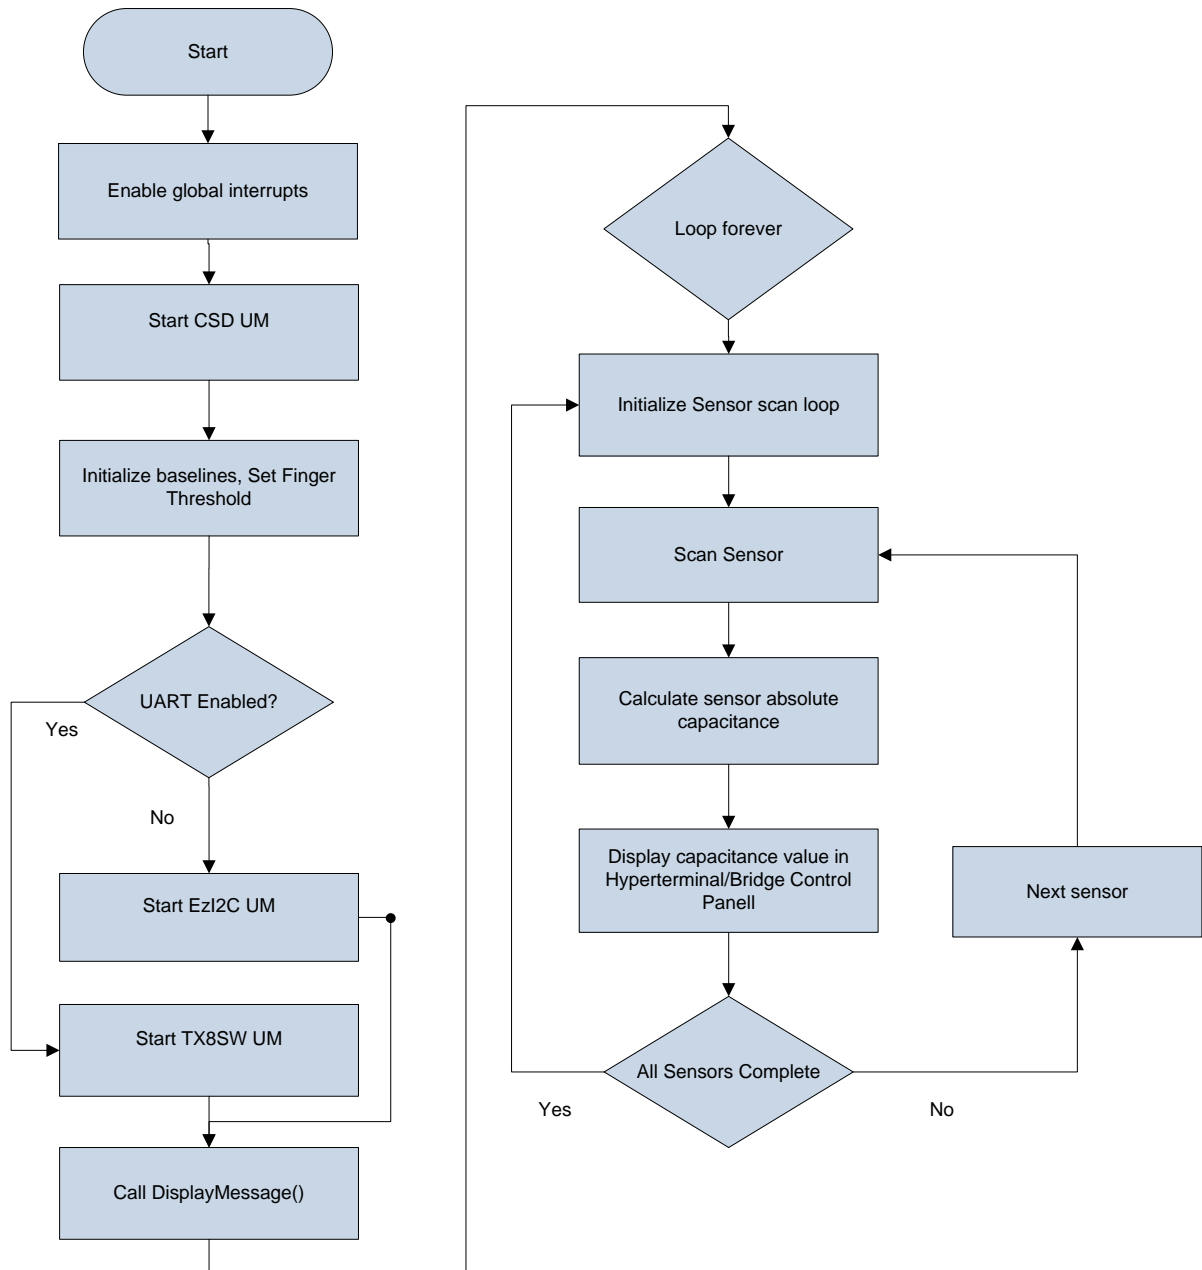 Start
Enable global interrupts
Start CSD UM
Initialize baselines, Set Finger
Threshold
UART Enabled?
Yes
No
Start EzI2C UM
Start TX8SW UM
Call DisplayMessage()
Loop forever
Initialize Sensor scan loop
Scan Sensor
Calculate sensor absolute
capacitance
Display capacitance value in
Hyperterminal/Bridge Control
Panell
Next sensor
All Sensors Complete
Yes
No